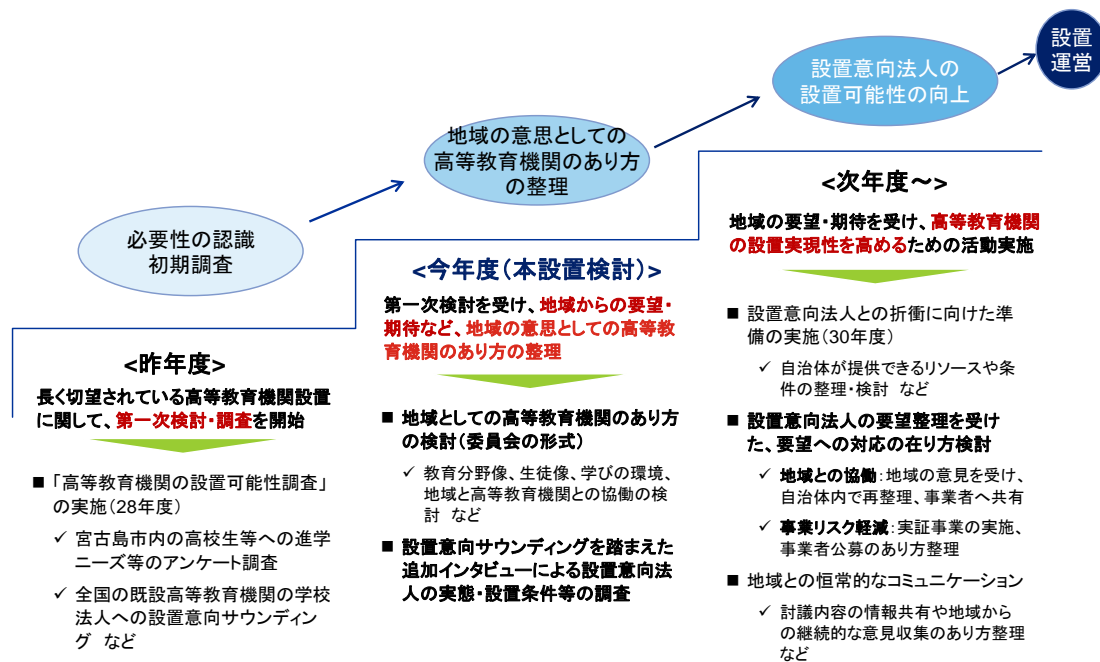 設置
運営
設置意向法人の
設置可能性の向上
地域の意思としての
高等教育機関のあり方
の整理
必要性の認識
初期調査
<昨年度>
長く切望されている高等教育機関設置
に関して、第一次検討・調査を開始
■ 「高等教育機関の設置可能性調査」
の実施(28年度)
✓ 宮古島市内の高校生等への進学
ニーズ等のアンケート調査
✓ 全国の既設高等教育機関の学校
法人への設置意向サウンディン
グ など
<今年度(本設置検討)>
第一次検討を受け、地域からの要望・
期待など、地域の意思としての高等教
育機関のあり方の整理
■ 地域としての高等教育機関のあり方
の検討(委員会の形式)
✓ 教育分野像、生徒像、学びの環境、
地域と高等教育機関との協働の検
討 など
■ 設置意向サウンディングを踏まえた
追加インタビューによる設置意向法
人の実態・設置条件等の調査
<次年度~>
地域の要望・期待を受け、高等教育機関
の設置実現性を高めるための活動実施
■ 設置意向法人との折衝に向けた準
備の実施(30年度)
✓ 自治体が提供できるリソースや条
件の整理・検討 など
■ 設置意向法人の要望整理を受け
た、要望への対応の在り方検討
✓ 地域との協働:地域の意見を受け、
自治体内で再整理、事業者へ共有
✓ 事業リスク軽減:実証事業の実施、
事業者公募のあり方整理
■ 地域との恒常的なコミュニケーション
✓ 討議内容の情報共有や地域から
の継続的な意見収集のあり方整理
など